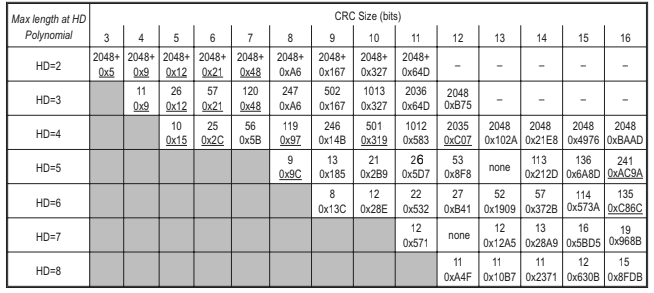 Max length at HD
Polynomial
CRC Size (bits)
3 4 5 6 7 8 9 10 11 12 13 14 15 16
HD=2
2048+ 2048+ 2048+ 2048+ 2048+ 2048+ 2048+ 2048+ 2048+ – – – – –
0x5 0x9 0x12 0x21 0x48 0xA6 0x167 0x327 0x64D
HD=3
11 26 57 120 247 502 1013 2036 2048 – – – –
0x9 0x12 0x21 0x48 0xA6 0x167 0x327 0x64D 0xB75
HD=4
10 25 56 119 246 501 1012 2035 2048 2048 2048 2048
0x15 0x2C 0x5B 0x97 0x14B 0x319 0x583 0xC07 0x102A 0x21E8 0x4976 0xBAAD
HD=5
9 13 21 26 53 none 113 136 241
0x9C 0x185 0x2B9 0x5D7 0x8F8 0x212D 0x6A8D 0xAC9A
HD=6
8 12 22 27 52 57 114 135
0x13C 0x28E 0x532 0xB41 0x1909 0x372B 0x573A 0xC86C
HD=7
12 none 12 13 16 19
0x571 0x12A5 0x28A9 0x5BD5 0x968B
HD=8
11 11 11 12 15
0xA4F 0x10B7 0x2371 0x630B 0x8FDB